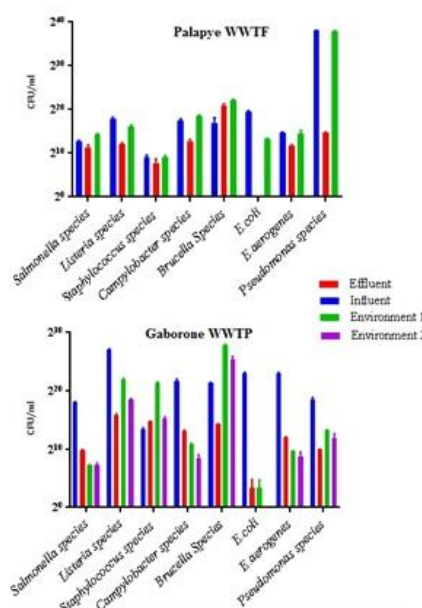 Palapye WWTF
CFU/ml
2^40
2^30
2^20
2^10
2^0
Salmonella species
Listeria species
Staphylococcus species
Campylobacter species
Brucella Species
E.coli
E aerogenes
Pseudomonas species
Effluent
Influent
Environment 1
Environment 2
Gaborone WWTP
CFU/ml
2^30
2^20
2^10
2^0
Salmonella species
Listeria species
Staphylococcus species
Campylobacter species
Brucella Species
E.coli
E aerogenes
Pseudomonas species